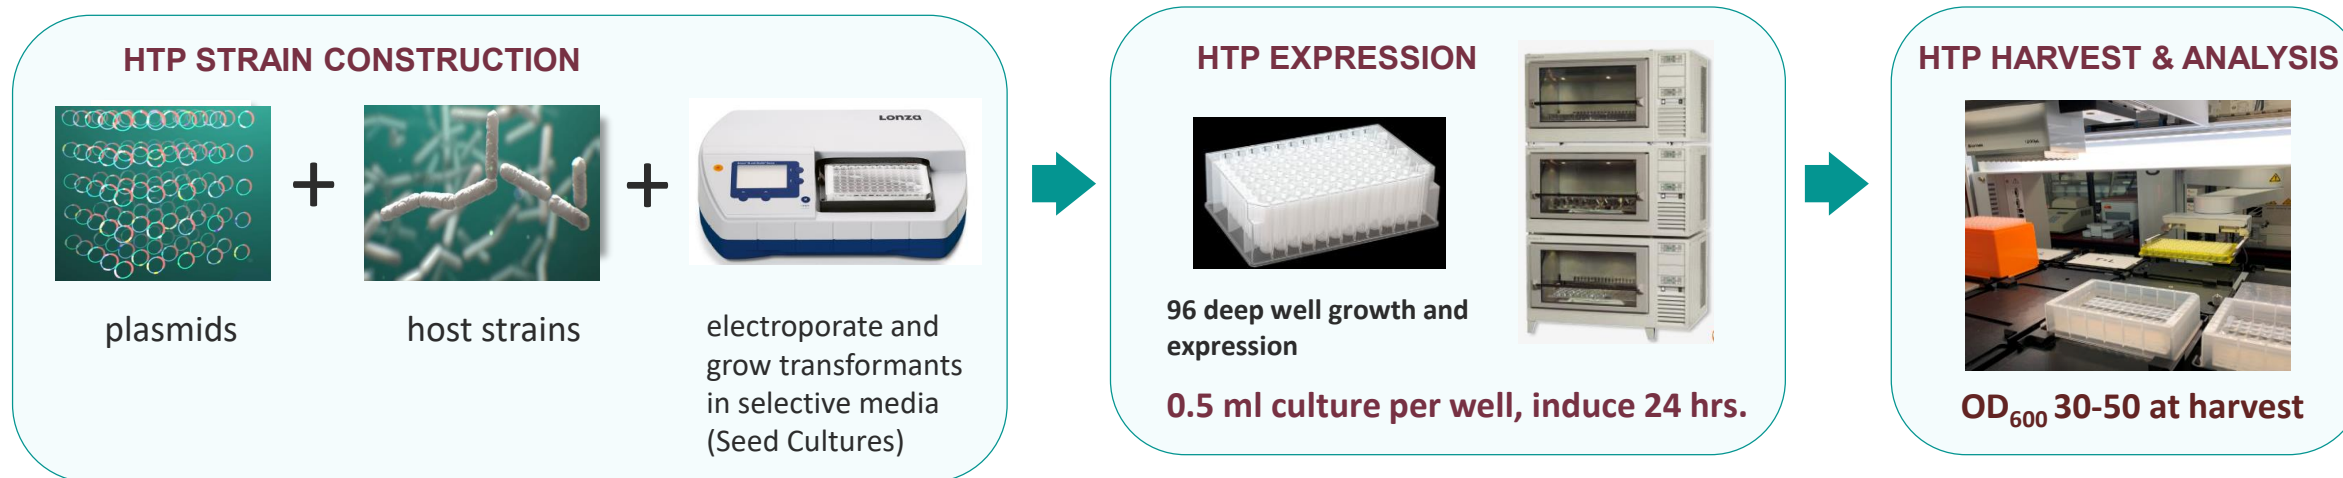 HTP STRAIN CONSTRUCTION
Lonza
plasmids
+
host strains
+
electroporate and
grow transformants
in selective media
(Seed Cultures)
HTP EXPRESSION
96 deep well growth and
expression
0.5 ml culture per well, induce 24 hrs.
HTP HARVEST & ANALYSIS
OD600 30-50 at harvest